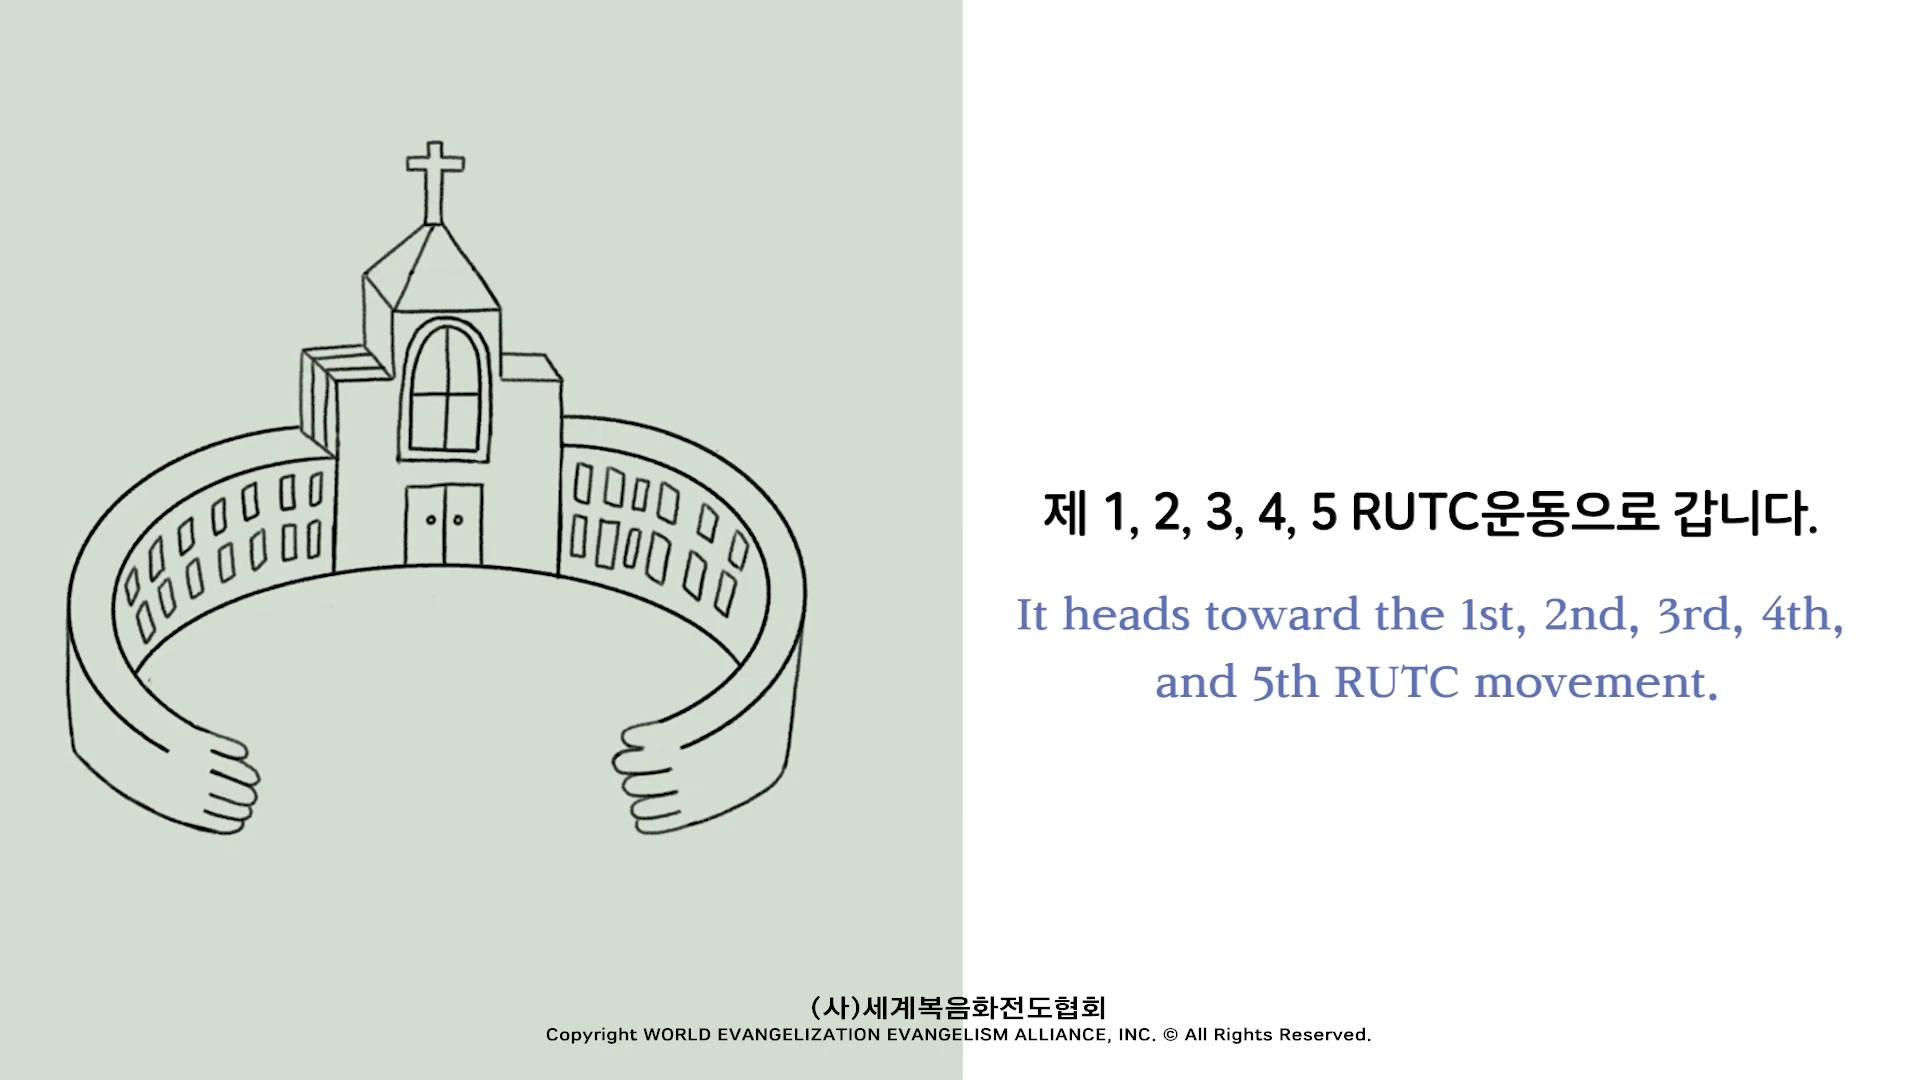 제 1, 2, 3, 4, 5 RUTC운동으로 갑니다.
It heads toward the 1st, 2nd, 3rd, 4th,
and 5th RUTC movement.
(사)세계복음화전도협회
Copyright WORLD EVANGELIZATION EVANGELISM ALLIANCE, INC. © All Rights Reserved.